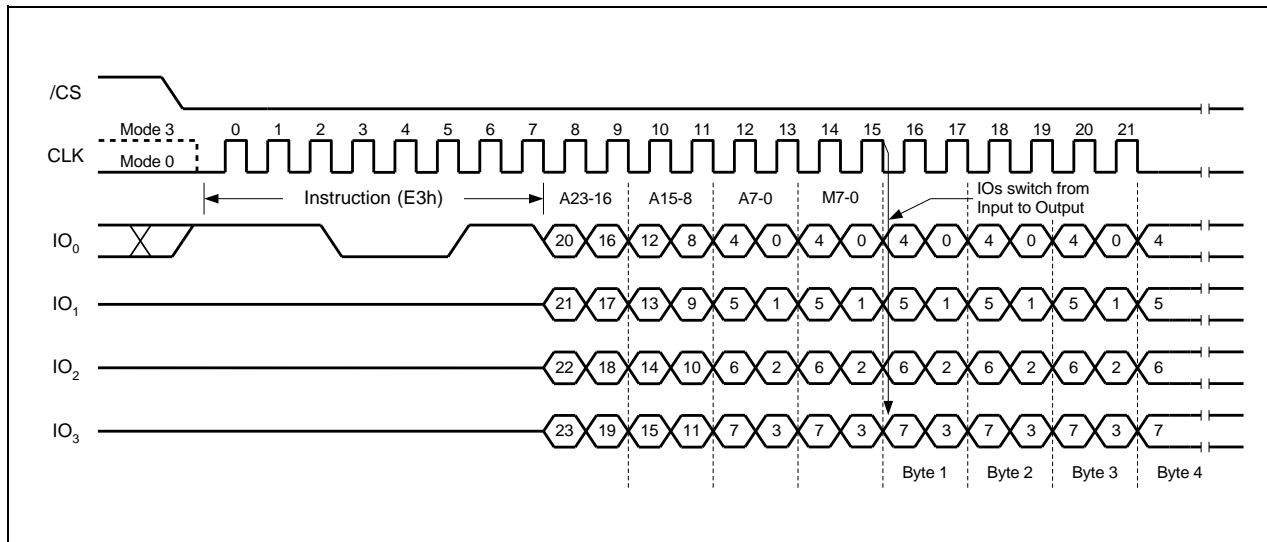 /CS
Mode 3
0 1 2 3 4 5 6 7 8 9 10 11 12 13 14 15 16 17 18 19 20 21
CLK
Mode 0
Instruction (E3h)
A23-16 A15-8 A7-0 M7-0
IOs switch from
Input to Output
IO0 20 16 12 8 4 0 4 0 4 0 4 0 4 0 4
IO1 21 17 13 9 5 1 5 1 5 1 5 1 5 1 5
IO2 22 18 14 10 6 2 6 2 6 2 6 2 6 2 6
IO3 23 19 15 11 7 3 7 3 7 3 7 3 7 3 7
Byte 1 Byte 2 Byte 3 Byte 4